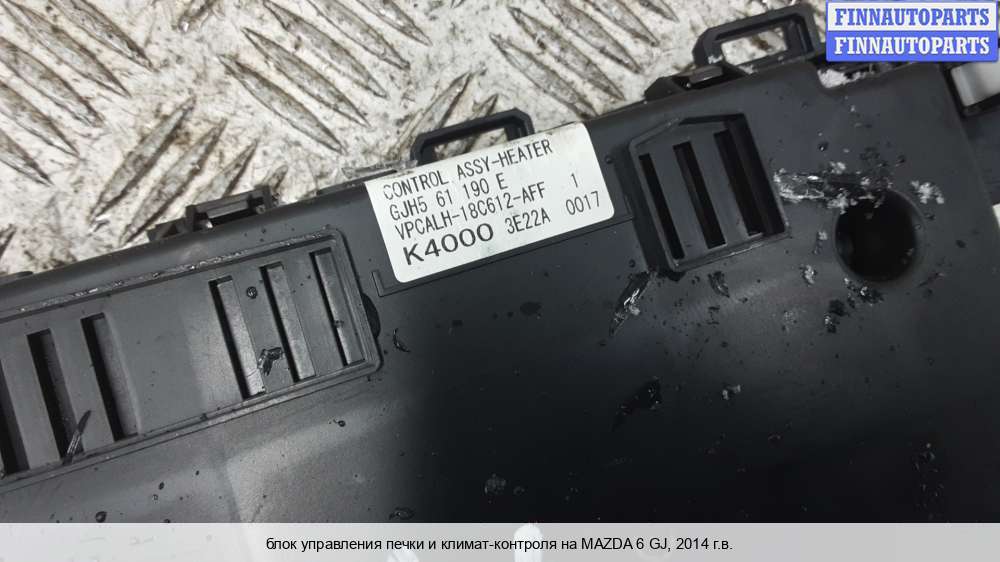 FINNAUTOPARTS
FINNAUTOPARTS
CONTROL ASSY-HEATER
GJH5 61 190 E
VPCALH-18C612-AFF 1
K4000 3E22A 0017
блок управления печки и климат-контроля на MAZDA 6 GJ, 2014 г.в.